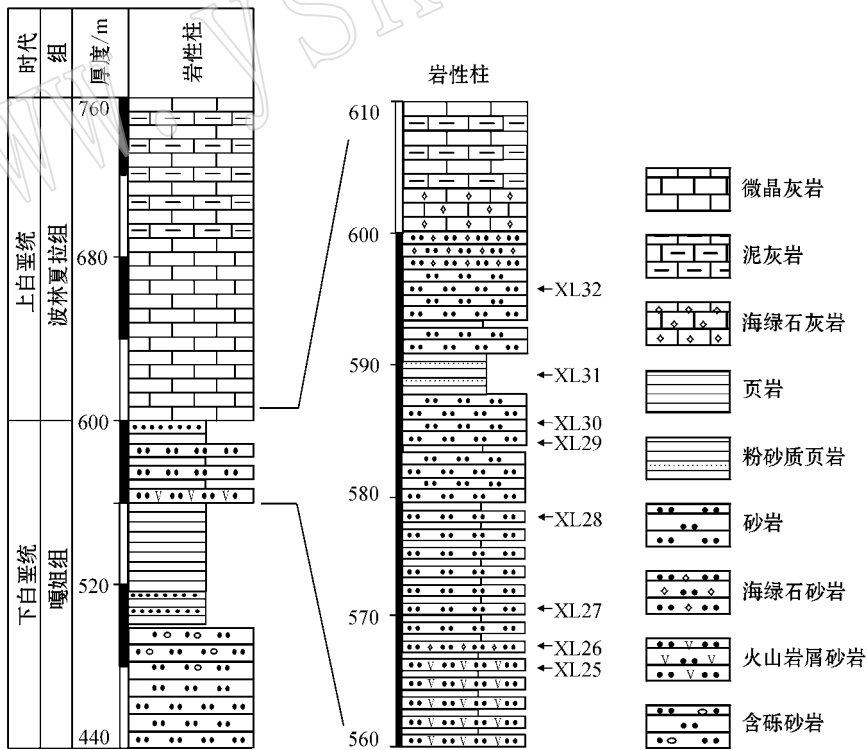 时代
组
厚度/m
岩性柱
上白垩统
波林夏拉组
下白垩统
嘎姐组
760
680
600
520
440
岩性柱
610
600
590
580
570
560
XL32
XL31
XL30
XL29
XL28
XL27
XL26
XL25
微晶灰岩
泥灰岩
海绿石灰岩
页岩
粉砂质页岩
砂岩
海绿石砂岩
火山岩屑砂岩
含砾砂岩